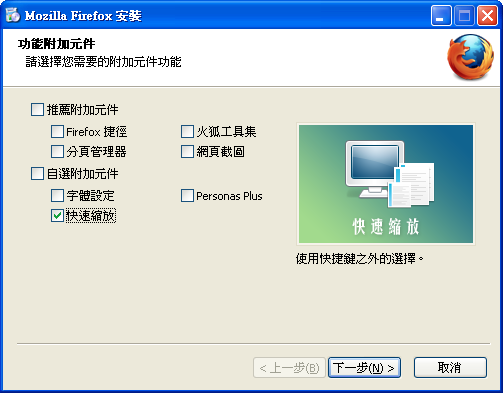 Mozilla Firefox 安裝
功能附加元件
請選擇您需要的附加元件功能
推薦附加元件
Firefox 捷徑
火狐工具集
分頁管理器
網頁截圖
自選附加元件
字體設定
Personas Plus
快速縮放
快速縮放
使用快捷鍵之外的選擇。
< 上一步(B)
下一步(N) >
取消